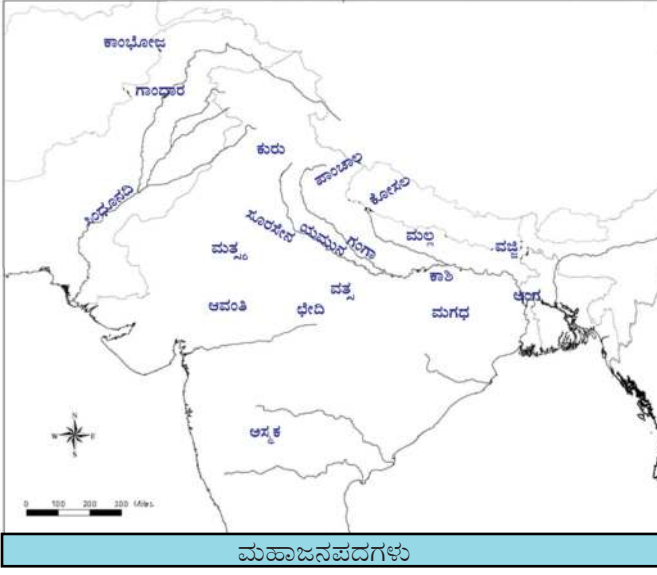 ಕಾಂಭೋಜ
ಗಾಂಧಾರ
ಕುರು
ಪಾಂಚಾಲ
ಕೋಸಲ
ಸಿಂಧೂನದಿ
ಸೂರಸೇನ
ಯಮುನ
ಗಂಗಾ
ಮಲ್ಲ
ವಜ್ಜಿ
ಮತ್ಸ್ಯ
ಕಾಶಿ
ವತ್ಸ
ಅಂಗ
ಆವಂತಿ
ಛೇದಿ
ಮಗಧ
ಅಸ್ಮಕ
N
W E
S
0 100 200 300 Miles
ಮಹಾಜನಪದಗಳು